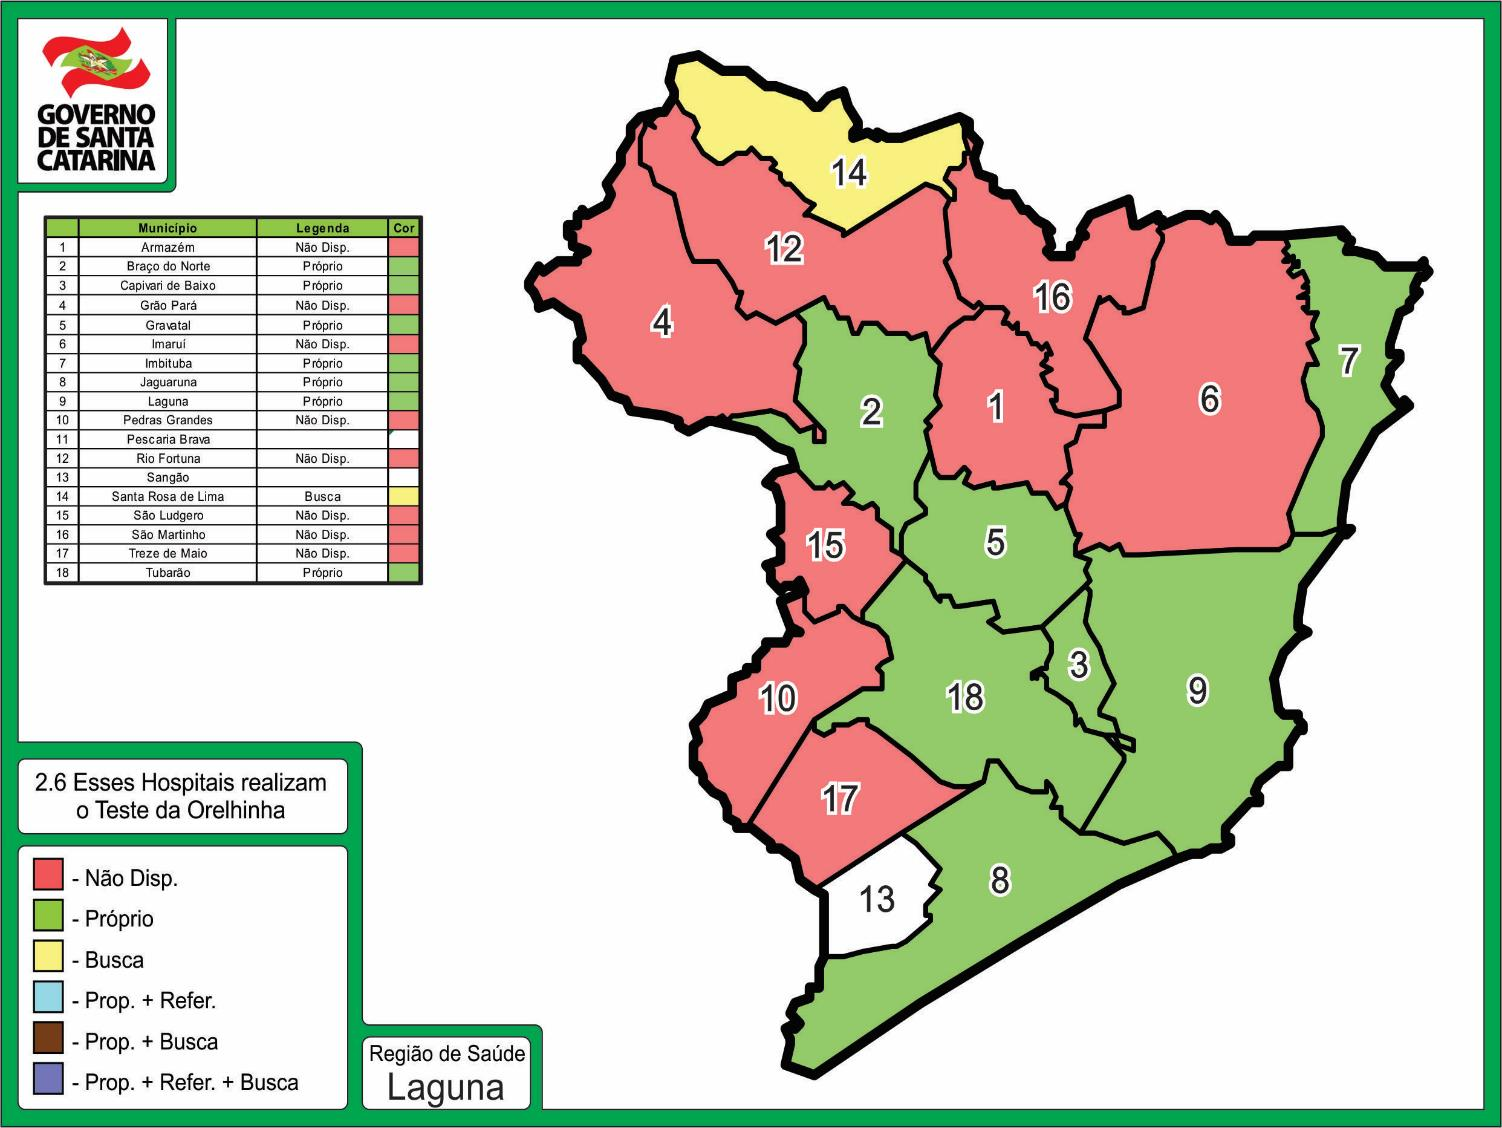 GOVERNO
DE SANTA
CATARINA
Município Legenda Cor
1 Armazém Não Disp.
2 Braço do Norte Próprio
3 Capivari de Baixo Próprio
4 Grão Pará Não Disp.
5 Gravatal Próprio
6 Imaruí Não Disp.
7 Imbituba Próprio
8 Jaguaruna Próprio
9 Laguna Próprio
10 Pedras Grandes Não Disp.
11 Pescaria Brava
12 Rio Fortuna Não Disp.
13 Sangão
14 Santa Rosa de Lima Busca
15 São Ludgero Não Disp.
16 São Martinho Não Disp.
17 Treze de Maio Não Disp.
18 Tubarão Próprio
14
12
16
4
7
2
1
6
15
5
3
10
18
9
17
8
13
2.6 Esses Hospitais realizam
o Teste da Orelhinha
- Não Disp.
- Próprio
- Busca
- Prop. + Refer.
- Prop. + Busca
- Prop. + Refer. + Busca
Região de Saúde
Laguna